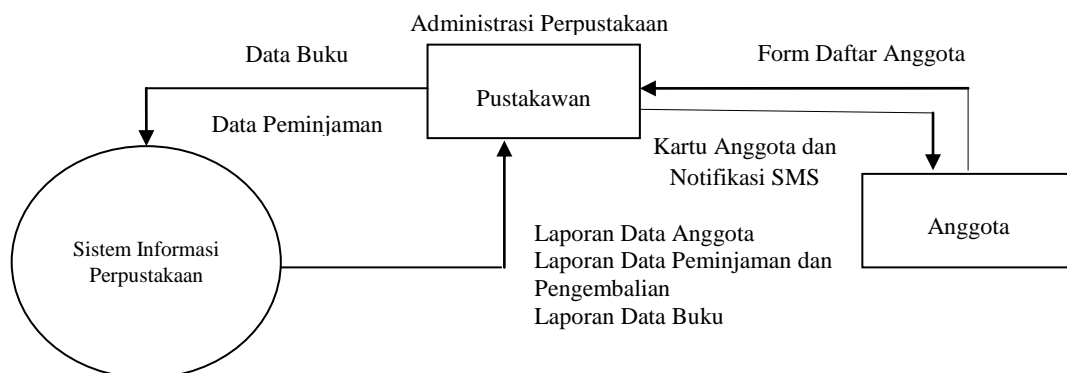 Administrasi Perpustakaan
Data Buku
Form Daftar Anggota
Pustakawan
Data Peminjaman
Kartu Anggota dan
Notifikasi SMS
Anggota
Sistem Informasi
Perpustakaan
Laporan Data Anggota
Laporan Data Peminjaman dan
Pengembalian
Laporan Data Buku